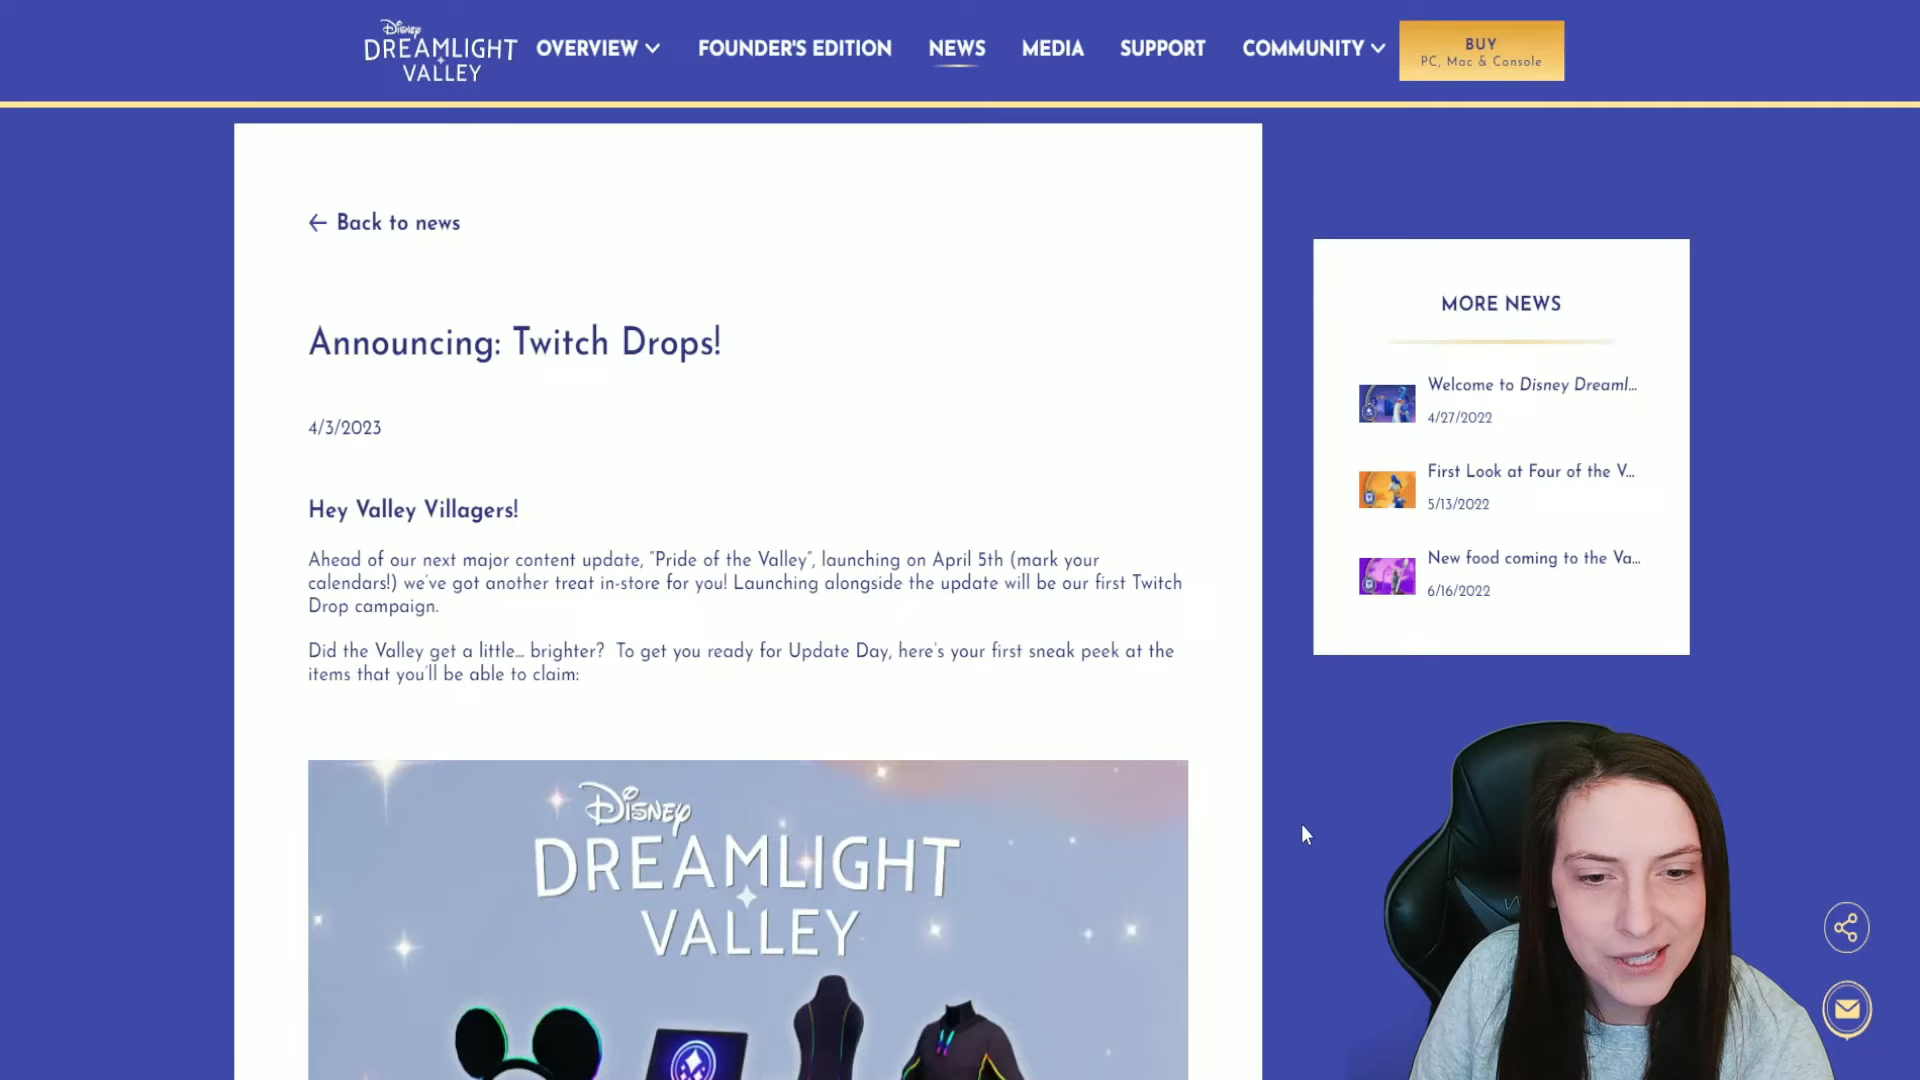 Disney
DREAMLIGHT
VALLEY
OVERVIEW
FOUNDER'S EDITION
NEWS
MEDIA
SUPPORT
COMMUNITY
BUY
PC, Mac & Console
← Back to news
Announcing: Twitch Drops!
4/3/2023
Hey Valley Villagers!
Ahead of our next major content update, “Pride of the Valley”, launching on April 5th (mark your
calendars!) we’ve got another treat in-store for you! Launching alongside the update will be our first Twitch
Drop campaign.
Did the Valley get a little… brighter?  To get you ready for Update Day, here’s your first sneak peek at the
items that you’ll be able to claim:
Disney
DREAMLIGHT
VALLEY
MORE NEWS
Welcome to Disney Dreaml…
4/27/2022
First Look at Four of the V…
5/13/2022
New food coming to the Va…
6/16/2022